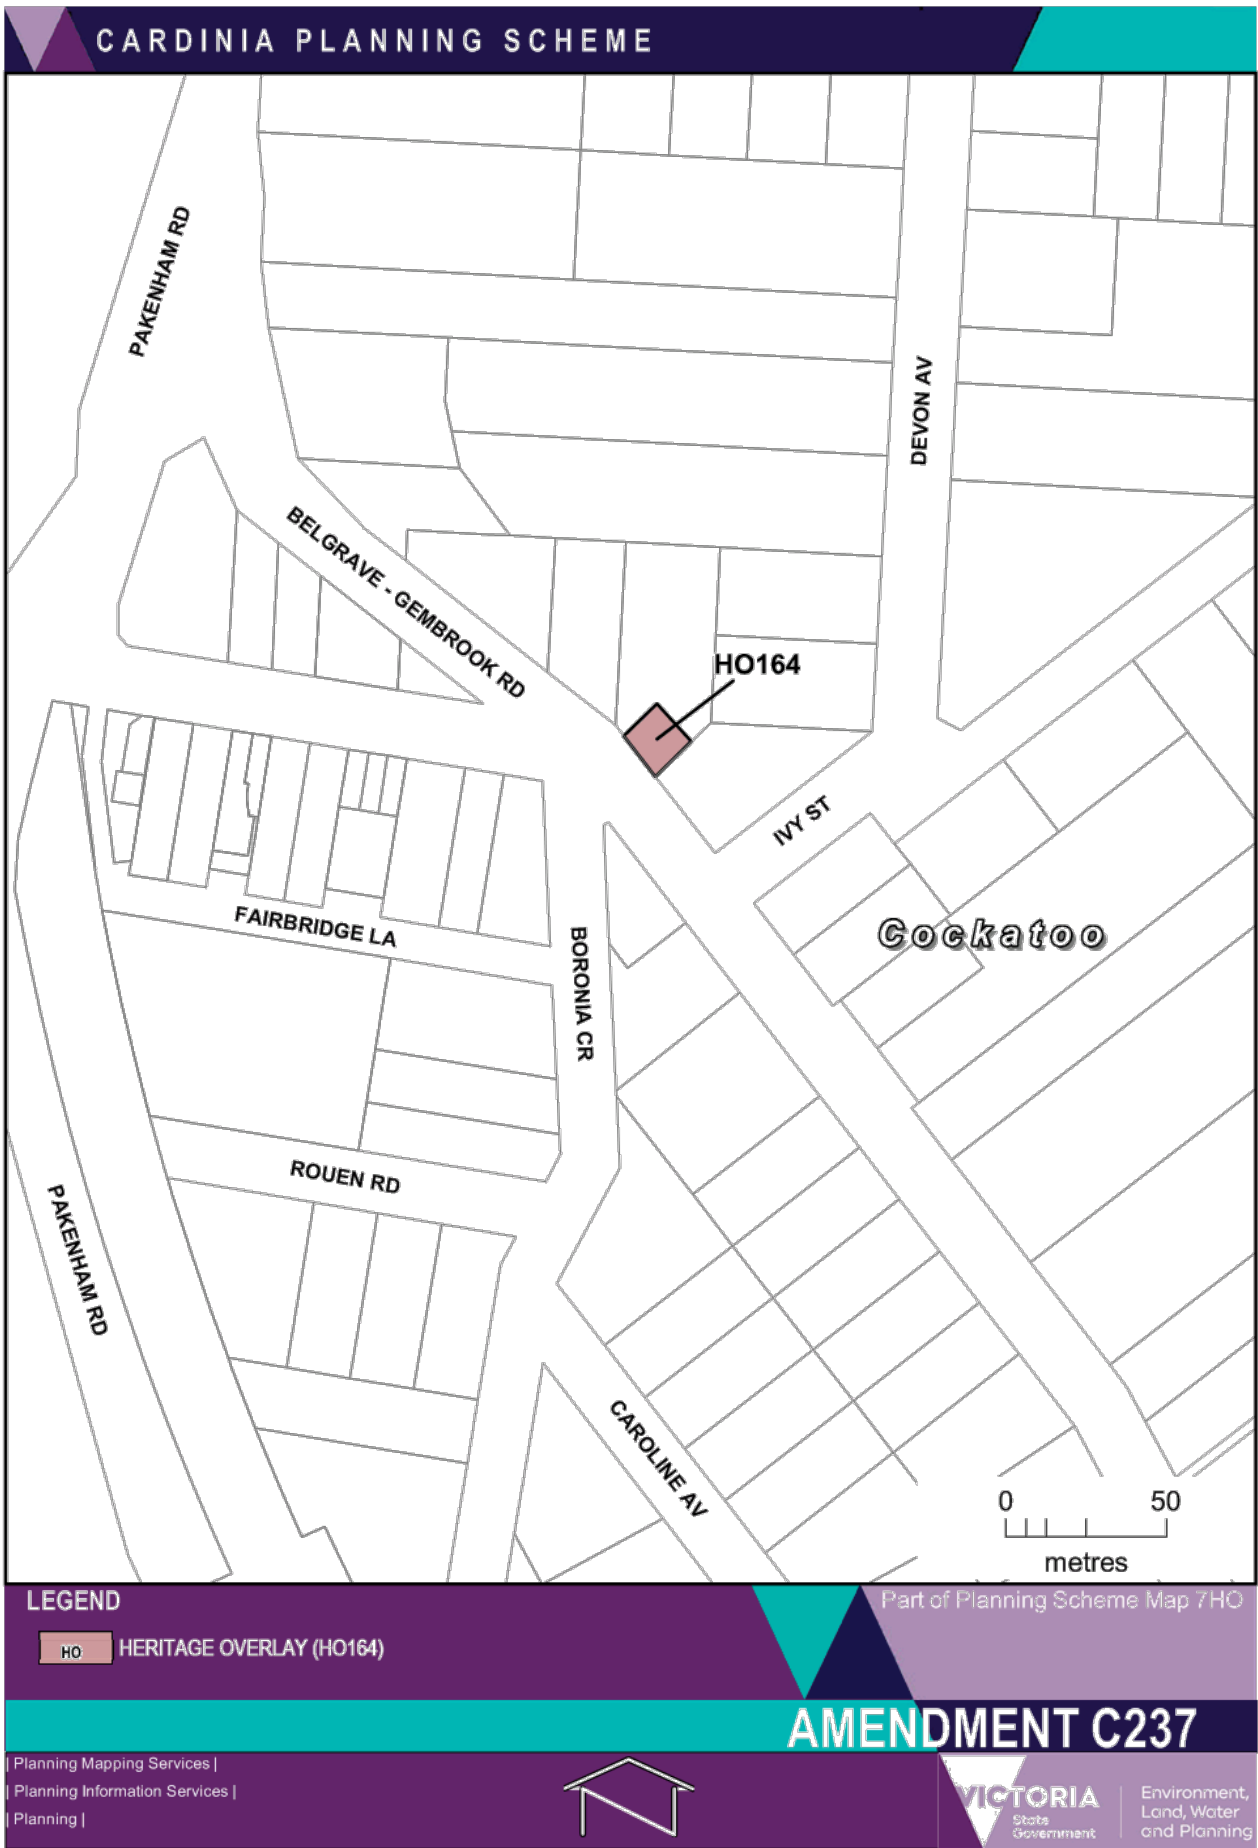 CARDINIA PLANNING SCHEME
PAKENHAM RD
DEVON AV
BELGRAVE - GEMBROOK RD
HO164
IVY ST
Cockatoo
FAIRBRIDGE LA
BORONIA CR
ROUEN RD
PAKENHAM RD
CAROLINE AV
0 50
metres
LEGEND
Part of Planning Scheme Map 7HO
HO HERITAGE OVERLAY (HO164)
AMENDMENT C237
| Planning Mapping Services |
| Planning Information Services |
| Planning |
VICTORIA
State
Government
Environment,
Land, Water
and Planning